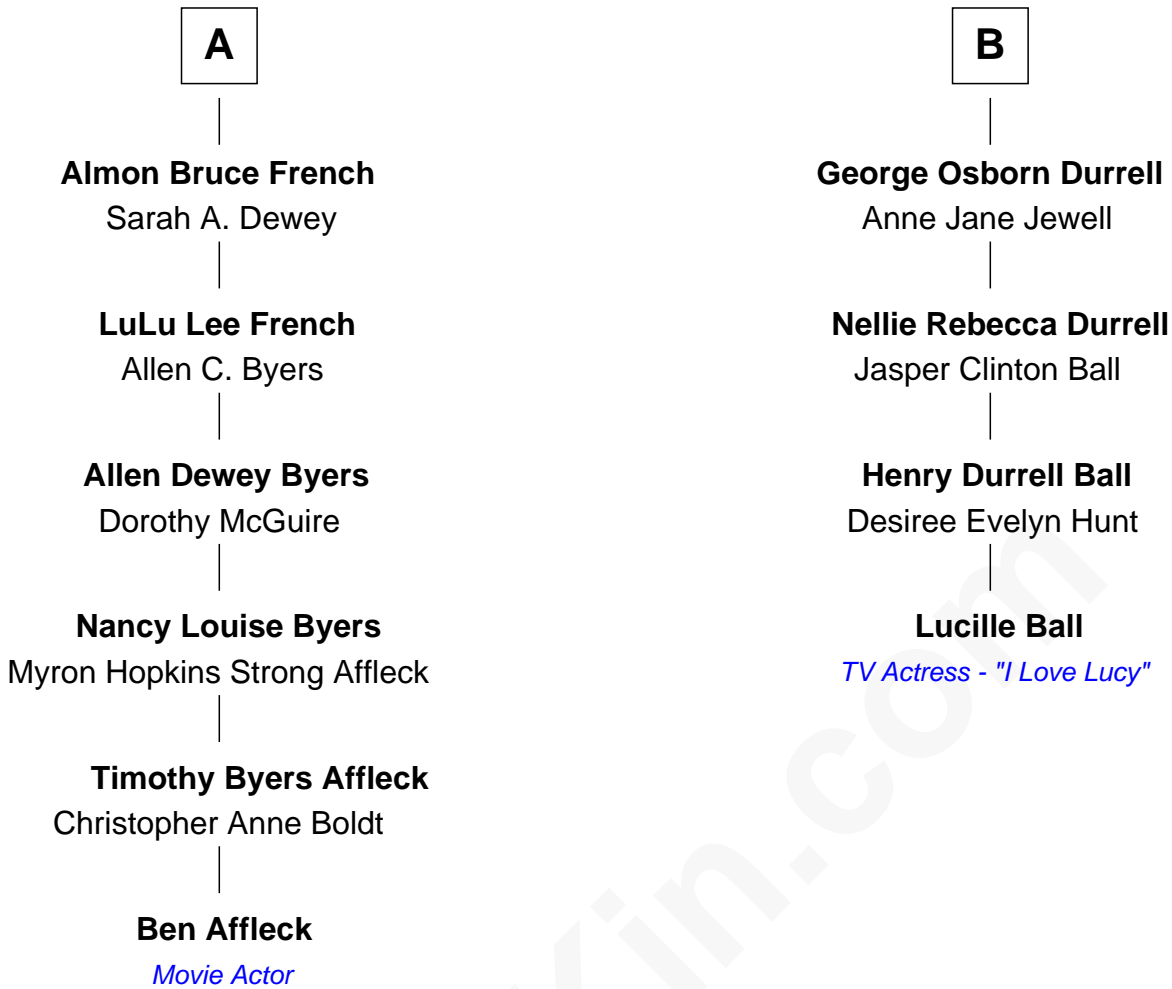 A
Almon Bruce French
Sarah A. Dewey
LuLu Lee French
Allen C. Byers
Allen Dewey Byers
Dorothy McGuire
Nancy Louise Byers
Myron Hopkins Strong Affleck
Timothy Byers Affleck
Christopher Anne Boldt
Ben Affleck
Movie Actor
B
George Osborn Durrell
Anne Jane Jewell
Nellie Rebecca Durrell
Jasper Clinton Ball
Henry Durrell Ball
Desiree Evelyn Hunt
Lucille Ball
TV Actress - "I Love Lucy"